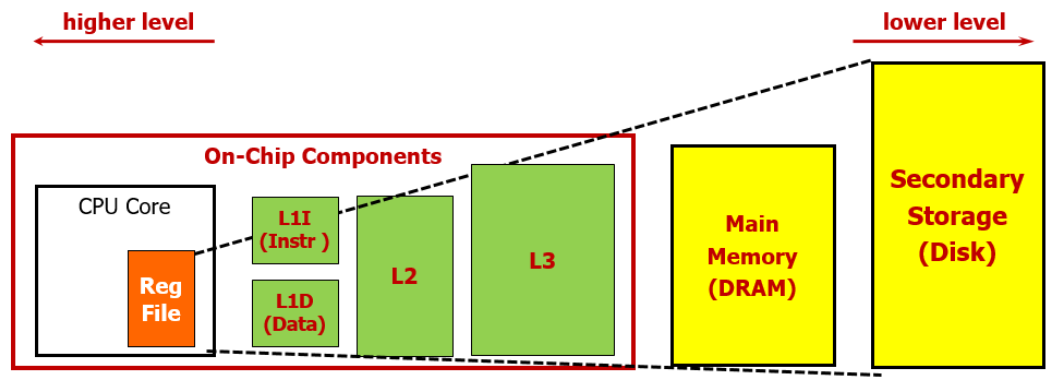 higher level
lower level
On-Chip Components
CPU Core
Reg
File
L1I
(Instr )
L1D
(Data)
L2
L3
Main
Memory
(DRAM)
Secondary
Storage
(Disk)